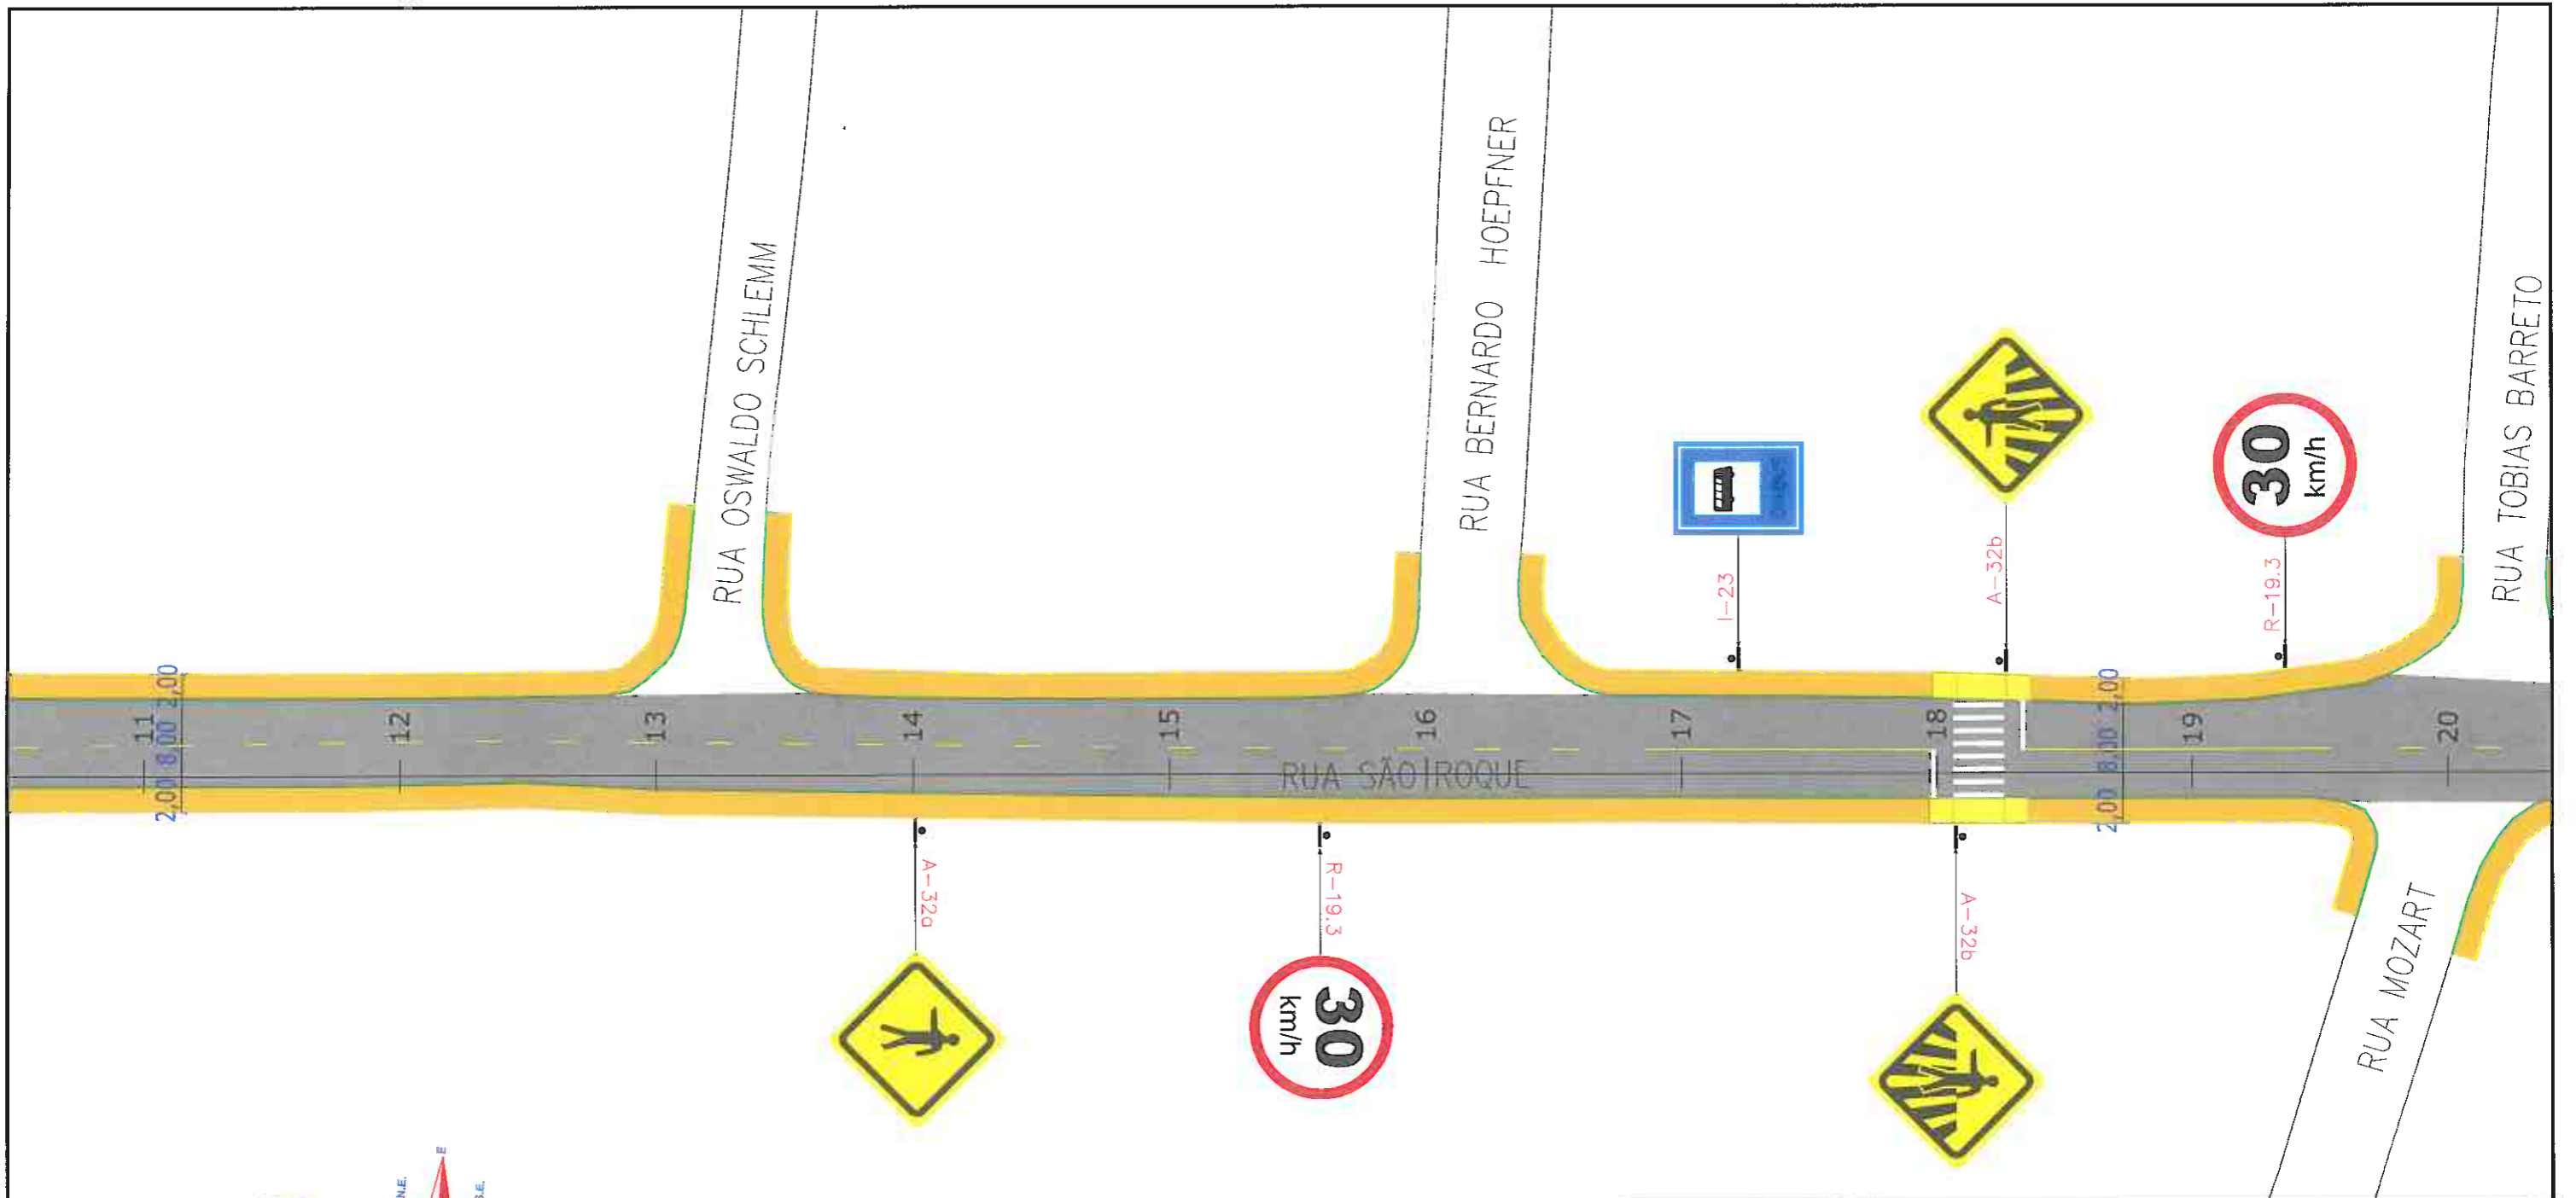 RUA OSWALDO SCHLEMM
RUA BERNARDO HOEPFNER
RUA TOBIAS BARRETO
I-23
A-32b
30
km/h
R-19.3
2,00
8,00
2,00
11
12
13
14
15
16
17
18
19
20
2,00
8,00
2,00
RUA SÃO ROQUE
A-32a
R-19.3
30
km/h
A-32b
RUA MOZART
E
N.E.
S.E.